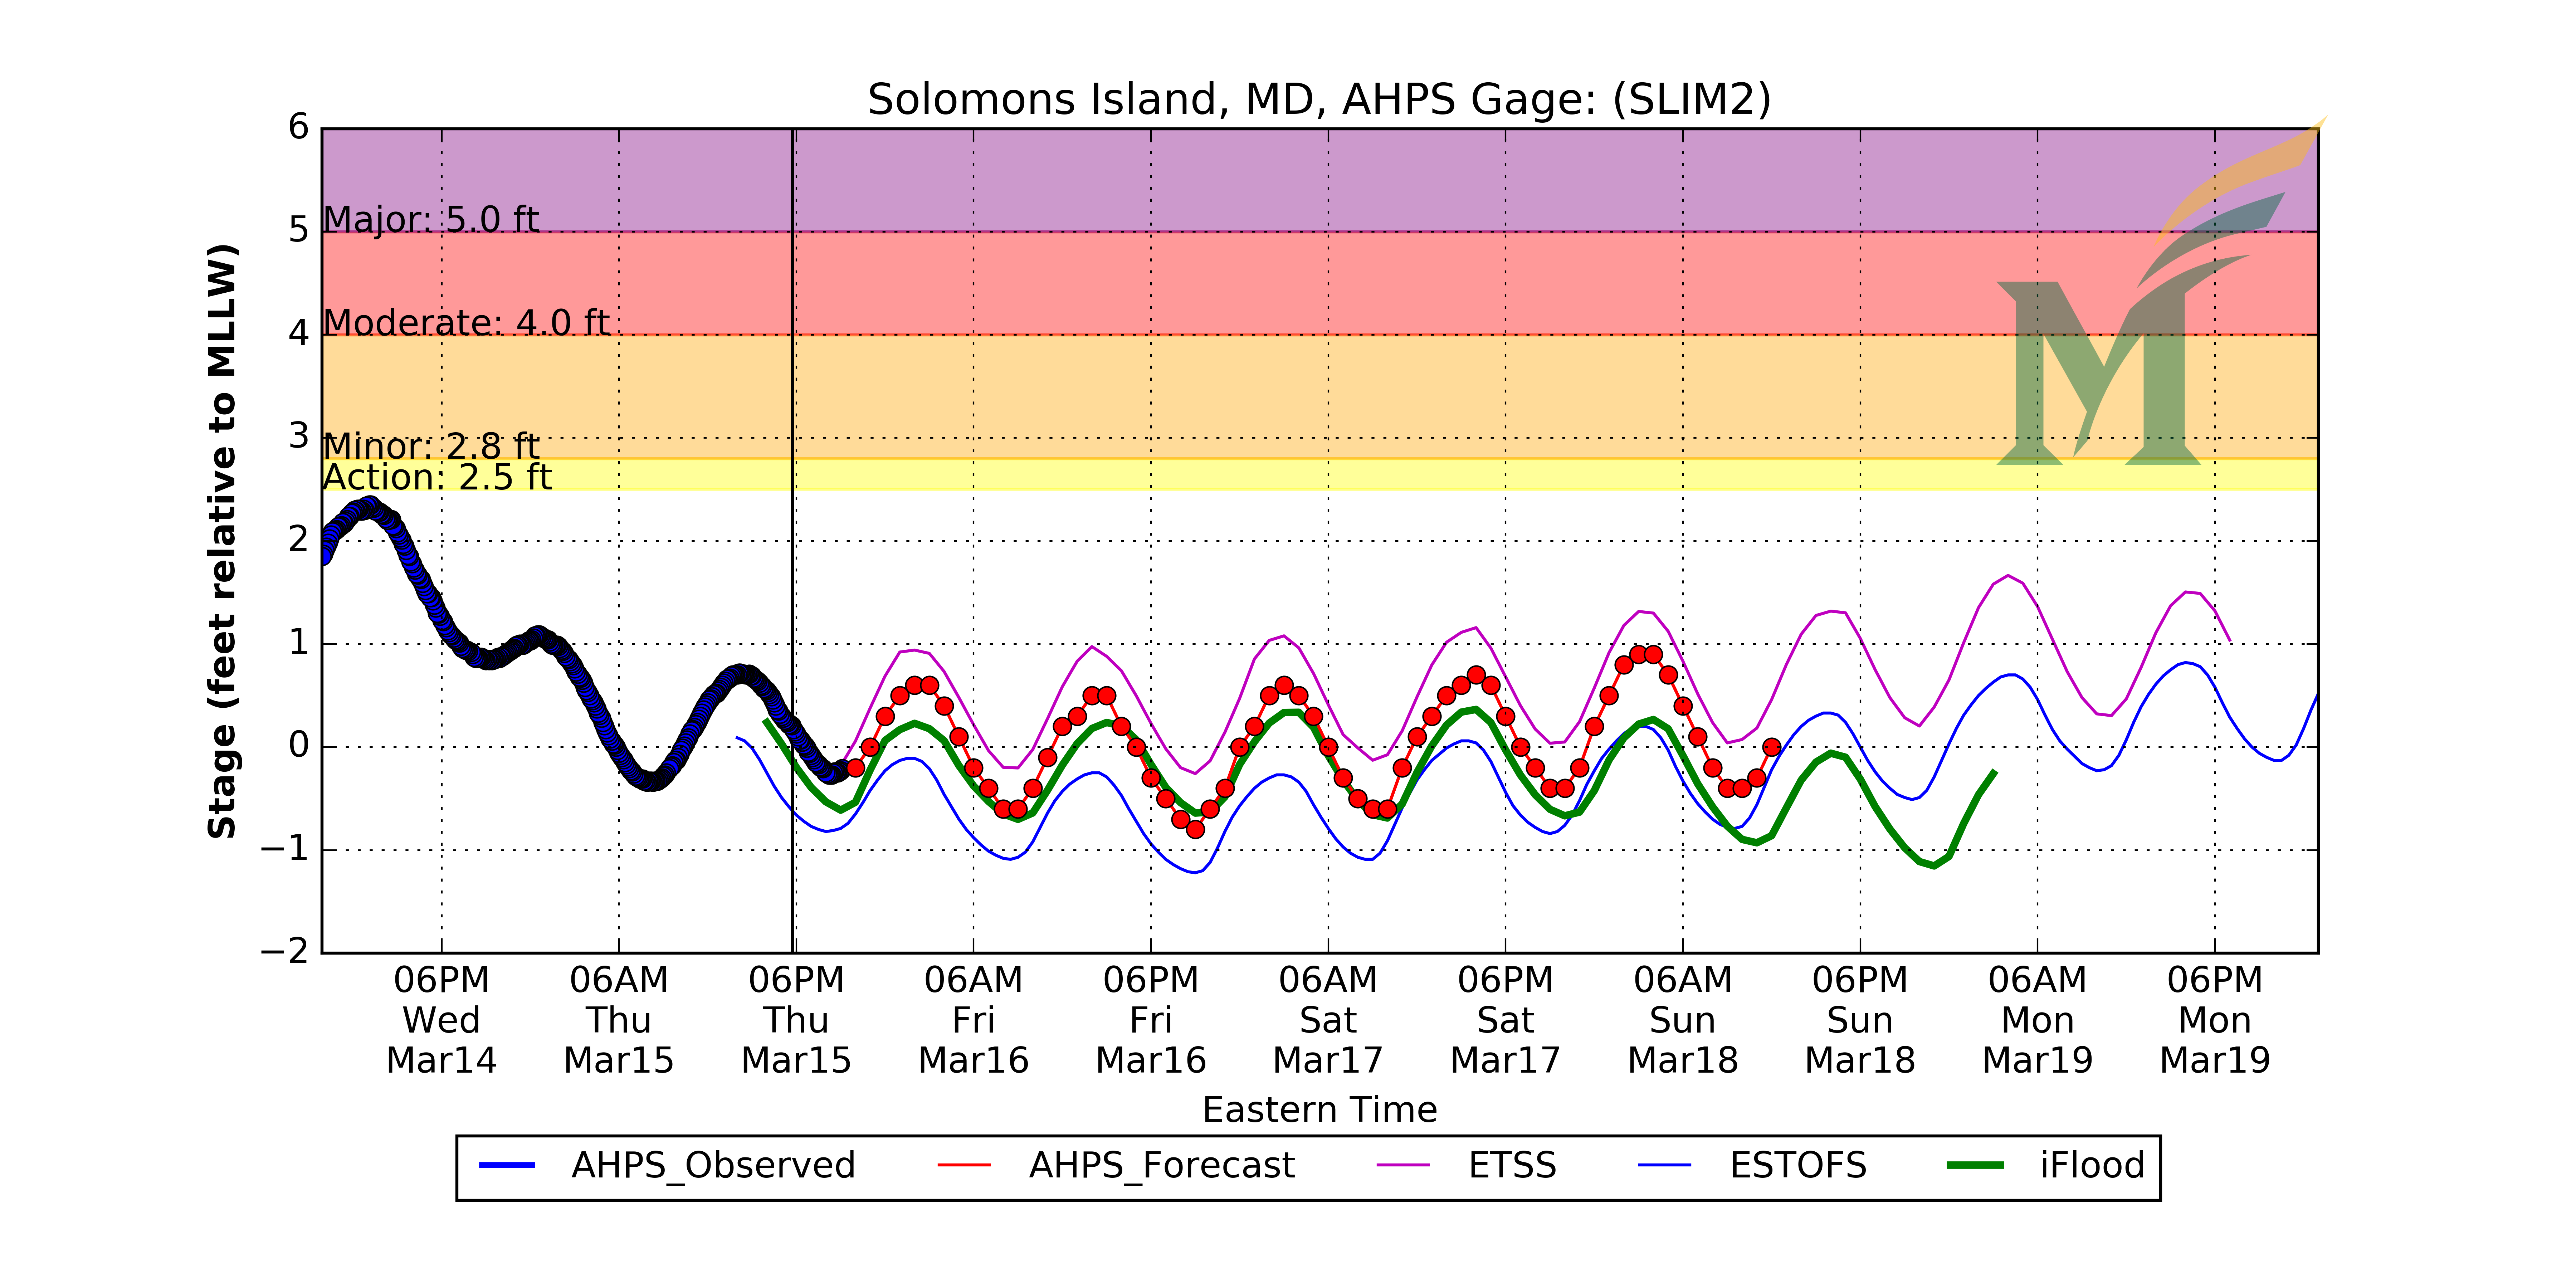 Solomons Island, MD, AHPS Gage: (SLIM2)
6
Major: 5.0 ft
5
Moderate: 4.0 ft
4
Minor: 2.8 ft
3
Action: 2.5 ft
2
1
0
−1
−2
Stage (feet relative to MLLW)
06PM 06AM 06PM 06AM 06PM 06AM 06PM 06AM 06PM 06AM 06PM
Wed Thu Thu Fri Fri Sat Sat Sun Sun Mon Mon
Mar14 Mar15 Mar15 Mar16 Mar16 Mar17 Mar17 Mar18 Mar18 Mar19 Mar19
Eastern Time
AHPS_Observed AHPS_Forecast ETSS ESTOFS iFlood
M